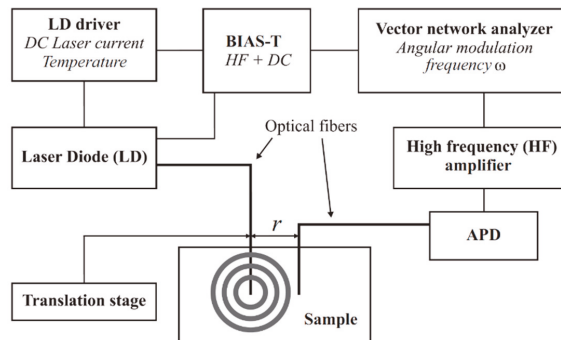 LD driver
DC Laser current
Temperature
BIAS-T
HF + DC
Vector network analyzer
Angular modulation
frequency ω
Optical fibers
Laser Diode (LD)
High frequency (HF)
amplifier
r
APD
Translation stage
Sample